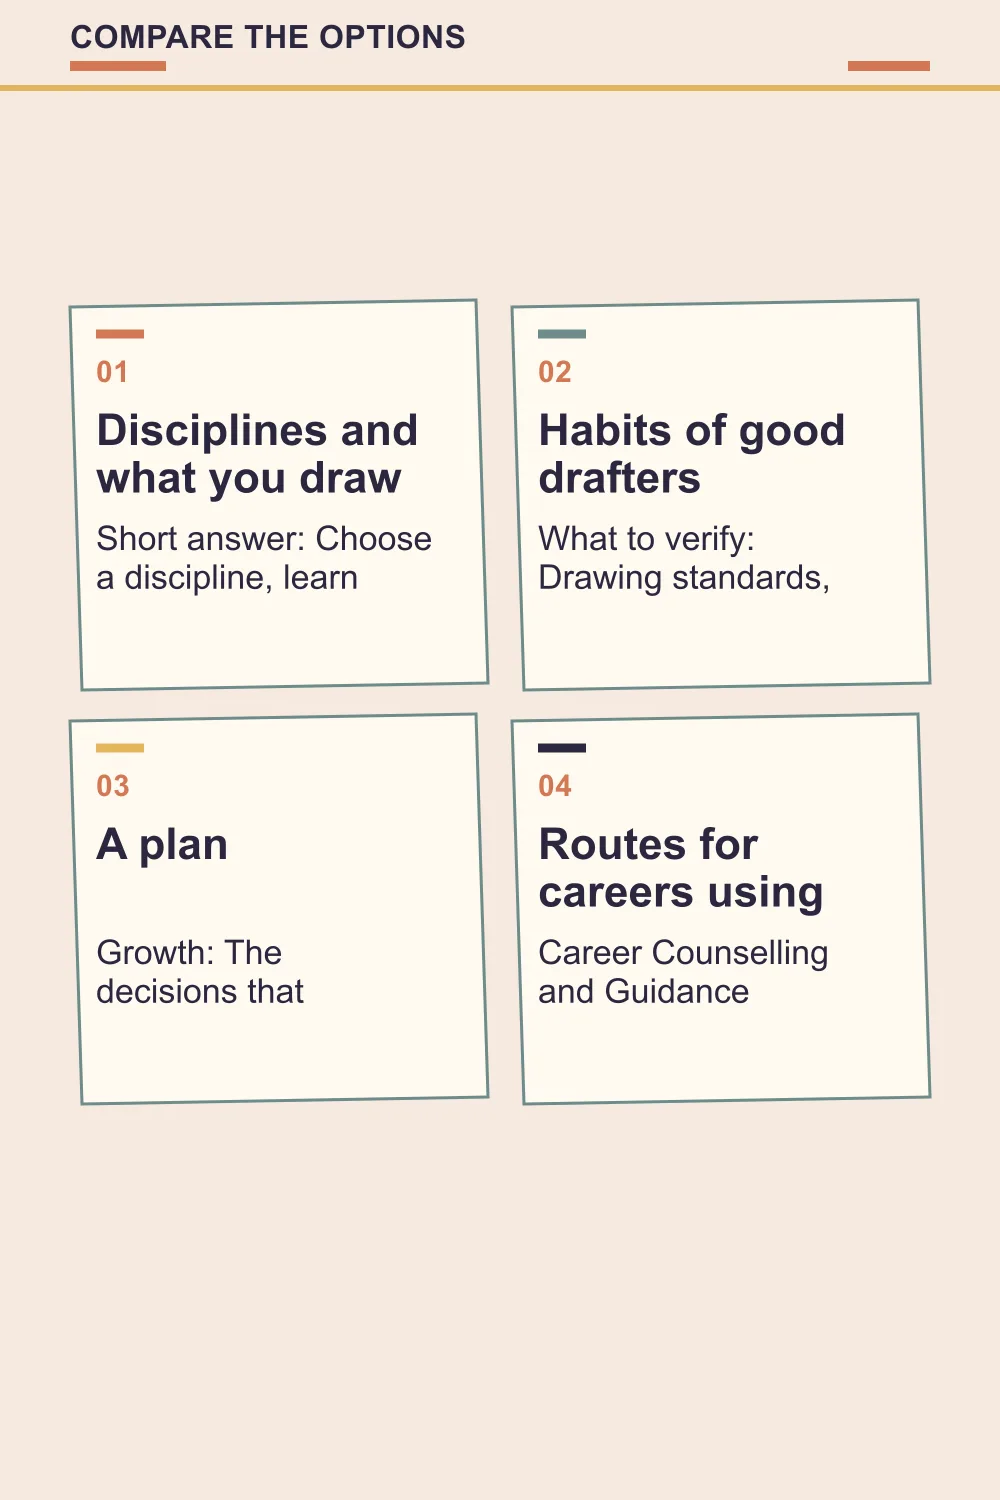 COMPARE THE OPTIONS
01
Disciplines and
what you draw
Short answer: Choose
a discipline, learn
02
Habits of good
drafters
What to verify:
Drawing standards,
03
A plan
Growth: The
decisions that
04
Routes for
careers using
Career Counselling
and Guidance